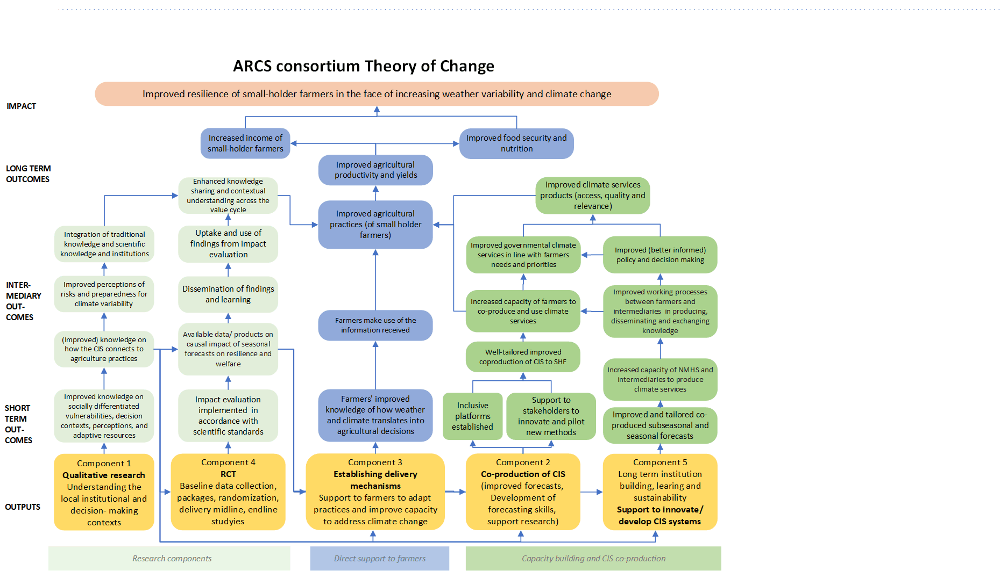 ARCS consortium Theory of Change
IMPACT
Improved resilience of small-holder farmers in the face of increasing weather variability and climate change
Increased income of
small-holder farmers
Improved food security and
nutrition
LONG TERM
OUTCOMES
Improved agricultural
productivity and yields
Enhanced knowledge
sharing and contextual
understanding across the
value cycle
Improved agricultural
practices (of small holder
farmers)
Improved climate services
products (access, quality and
relevance)
Integration of traditional
knowledge and scientific
knowledge and institutions
Uptake and use of
findings from impact
evaluation
Improved governmental climate
services in line with farmers
needs and priorities
Improved (better informed)
policy and decision making
INTER-
MEDIARY
OUT-
COMES
Improved perceptions of
risks and preparedness for
climate variability
Dissemination of findings
and learning
Farmers make use of the
information received
Increased capacity of farmers to
co-produce and use climate
services
Improved working processes
between farmers and
intermediaries in producing,
disseminating and exchanging
knowledge
(Improved) knowledge on
how the CIS connects to
agriculture practices
Available data/ products on
causal impact of seasonal
forecasts on resilience and
welfare
Well-tailored improved
coproduction of CIS to SHF
Increased capacity of NMHS and
intermediaries to produce
climate services
SHORT
TERM
OUT-
COMES
Improved knowledge on
socially differentiated
vulnerabilities, decision
contexts, perceptions, and
adaptive resources
Impact evaluation
implemented in
accordance with
scientific standards
Farmers' improved
knowledge of how weather
and climate translates into
agricultural decisions
Inclusive
platforms
established
Support to
stakeholders to
innovate and pilot
new methods
Improved and tailored co-
produced subseasonal and
seasonal forecasts
OUTPUTS
Component 1
Qualitative research
Understanding the
local institutional and
decision- making
contexts
Component 4
RCT
Baseline data collection,
packages, randomization,
delivery midline, endline
studyies
Component 3
Establishing delivery
mechanisms
Support to farmers to adapt
practices and improve capacity
to address climate change
Component 2
Co-production of CIS
(improved forecasts,
Development of
forecasting skills,
support research)
Component 5
Long term institution
building, learing and
sustainability
Support to innovate/
develop CIS systems
Research components
Direct support to farmers
Capacity building and CIS co-production